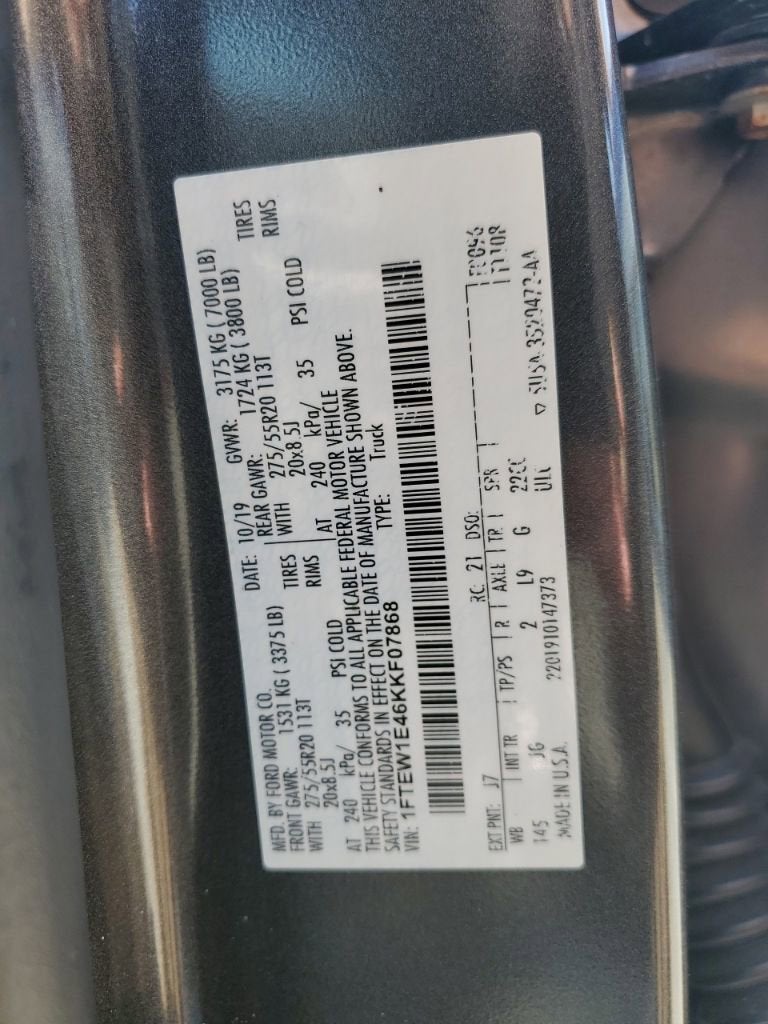 MFD. BY FORD MOTOR CO. DATE: 10/19 GVWR: 3175 KG ( 7000 LB)
FRONT GAWR: 1531 KG ( 3375 LB) REAR GAWR: 1724 KG ( 3800 LB)
WITH 275/55R20 113T TIRES WITH 275/55R20 113T TIRES
20x8.5J RIMS 20x8.5J RIMS
AT 240 kPa/ 35 PSI COLD AT 240 kPa/ 35 PSI COLD
THIS VEHICLE CONFORMS TO ALL APPLICABLE FEDERAL MOTOR VEHICLE
SAFETY STANDARDS IN EFFECT ON THE DATE OF MANUFACTURE SHOWN ABOVE.
VIN: 1FTEW1E46KKF07868 TYPE: Truck
EXT PNT: J7 RC: 21 DSO:
WB INT TR TP/PS R AXLE TR SPR
145 JG 2 L9 G
MADE IN U.S.A. 2201910147373